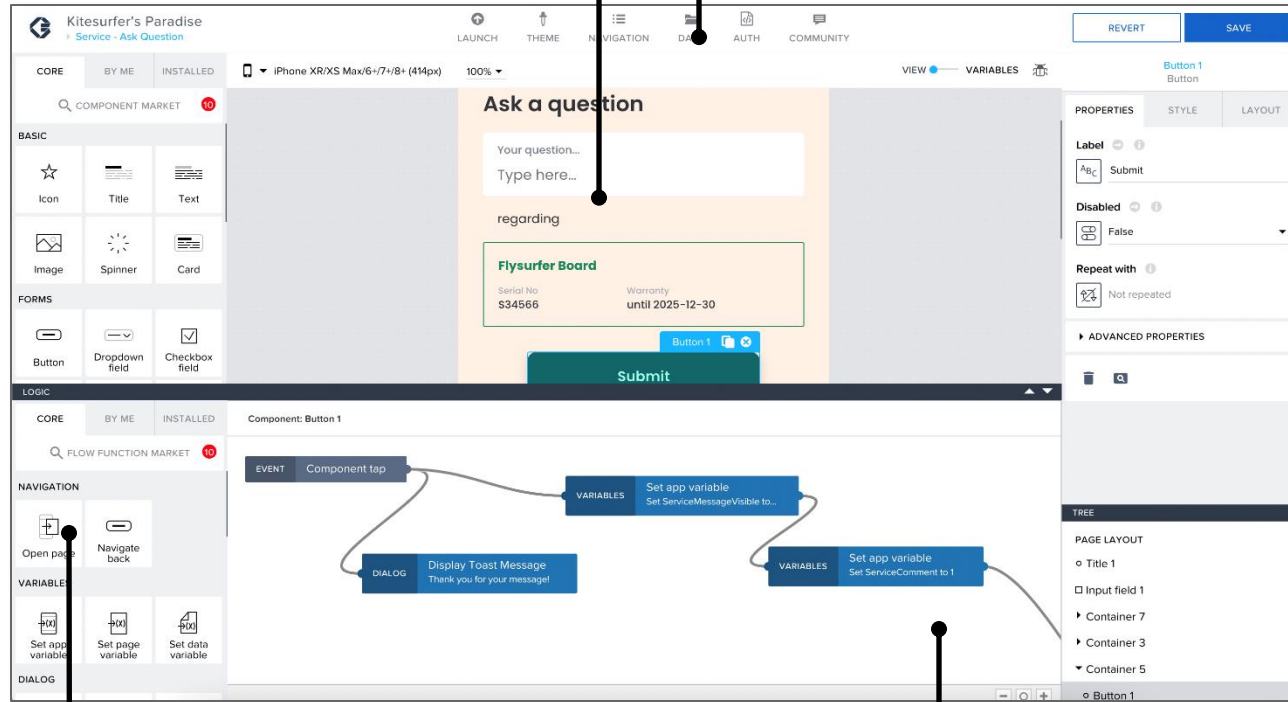 Kitesurfer's Paradise
Service - Ask Question
LAUNCH THEME NAVIGATION DATA AUTH COMMUNITY
REVERT SAVE
CORE BY ME INSTALLED
iPhone XR/XS Max/6+/7+/8+ (414px) 100%
VIEW VARIABLES
Button 1
Button
COMPONENT MARKET 10
PROPERTIES STYLE LAYOUT
BASIC
Icon Title Text
Image Spinner Card
FORMS
Button Dropdown field Checkbox field
Ask a question
Your question...
Type here...
regarding
Flysurfer Board
Serial No Warranty
S34566 until 2025-12-30
Button 1
Submit
Label
ABC Submit
Disabled
False
Repeat with
Not repeated
ADVANCED PROPERTIES
LOGIC
CORE BY ME INSTALLED
Component: Button 1
FLOW FUNCTION MARKET 10
NAVIGATION
Open page Navigate back
VARIABLES
Set app variable Set page variable Set data variable
DIALOG
EVENT Component tap
VARIABLES Set app variable
Set ServiceMessageVisible to...
DIALOG Display Toast Message
Thank you for your message!
VARIABLES Set app variable
Set ServiceComment to 1
TREE
PAGE LAYOUT
Title 1
Input field 1
Container 7
Container 3
Container 5
Button 1